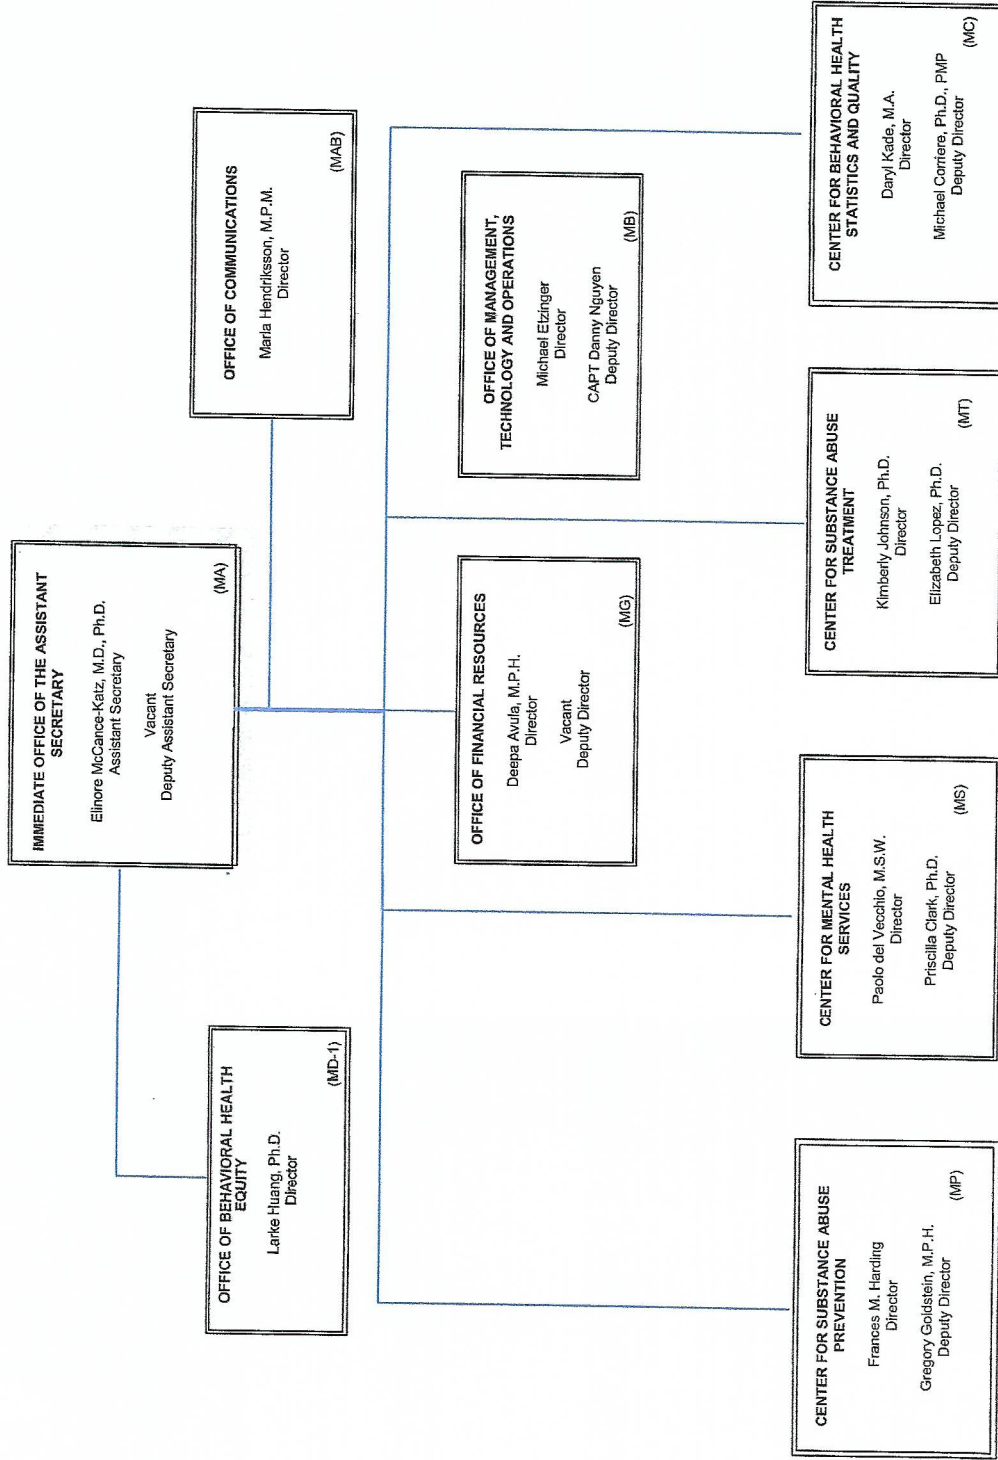 IMMEDIATE OFFICE OF THE ASSISTANT
SECRETARY
Elinore McCance-Katz, M.D., Ph.D.
Assistant Secretary
Vacant
Deputy Assistant Secretary
(MA)
OFFICE OF BEHAVIORAL HEALTH
EQUITY
Larke Huang, Ph.D.
Director
(MD-1)
OFFICE OF COMMUNICATIONS
Marla Hendriksson, M.P.M.
Director
(MAB)
OFFICE OF FINANCIAL RESOURCES
Deepa Avula, M.P.H.
Director
Vacant
Deputy Director
(MG)
OFFICE OF MANAGEMENT,
TECHNOLOGY AND OPERATIONS
Michael Etzinger
Director
CAPT Danny Nguyen
Deputy Director
(MB)
CENTER FOR SUBSTANCE ABUSE
PREVENTION
Frances M. Harding
Director
Gregory Goldstein, M.P.H.
Deputy Director
(MP)
CENTER FOR MENTAL HEALTH
SERVICES
Paolo del Vecchio, M.S.W.
Director
Priscilla Clark, Ph.D.
Deputy Director
(MS)
CENTER FOR SUBSTANCE ABUSE
TREATMENT
Kimberly Johnson, Ph.D.
Director
Elizabeth Lopez, Ph.D.
Deputy Director
(MT)
CENTER FOR BEHAVIORAL HEALTH
STATISTICS AND QUALITY
Daryl Kade, M.A.
Director
Michael Corriere, Ph.D., PMP
Deputy Director
(MC)